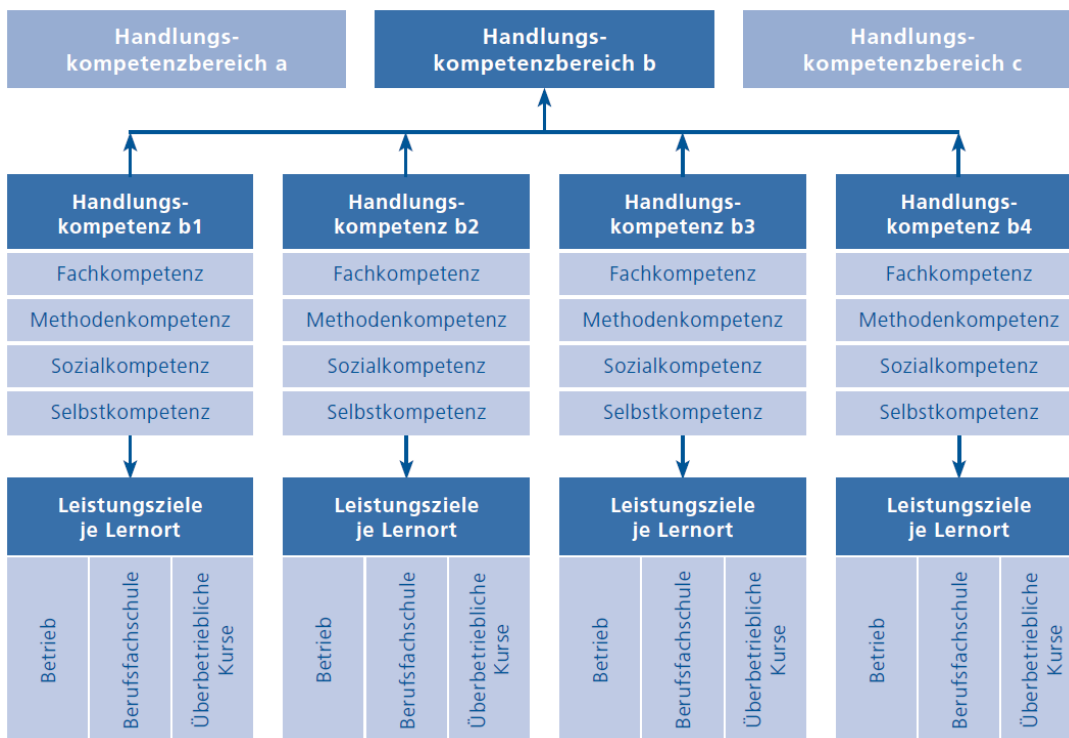 Handlungs-
kompetenzbereich a
Handlungs-
kompetenzbereich b
Handlungs-
kompetenzbereich c
Handlungs-
kompetenz b1
Fachkompetenz
Methodenkompetenz
Sozialkompetenz
Selbstkompetenz
Handlungs-
kompetenz b2
Fachkompetenz
Methodenkompetenz
Sozialkompetenz
Selbstkompetenz
Handlungs-
kompetenz b3
Fachkompetenz
Methodenkompetenz
Sozialkompetenz
Selbstkompetenz
Handlungs-
kompetenz b4
Fachkompetenz
Methodenkompetenz
Sozialkompetenz
Selbstkompetenz
Leistungsziele
je Lernort
Betrieb
Berufsfachschule
Überbetriebliche
Kurse
Leistungsziele
je Lernort
Betrieb
Berufsfachschule
Überbetriebliche
Kurse
Leistungsziele
je Lernort
Betrieb
Berufsfachschule
Überbetriebliche
Kurse
Leistungsziele
je Lernort
Betrieb
Berufsfachschule
Überbetriebliche
Kurse